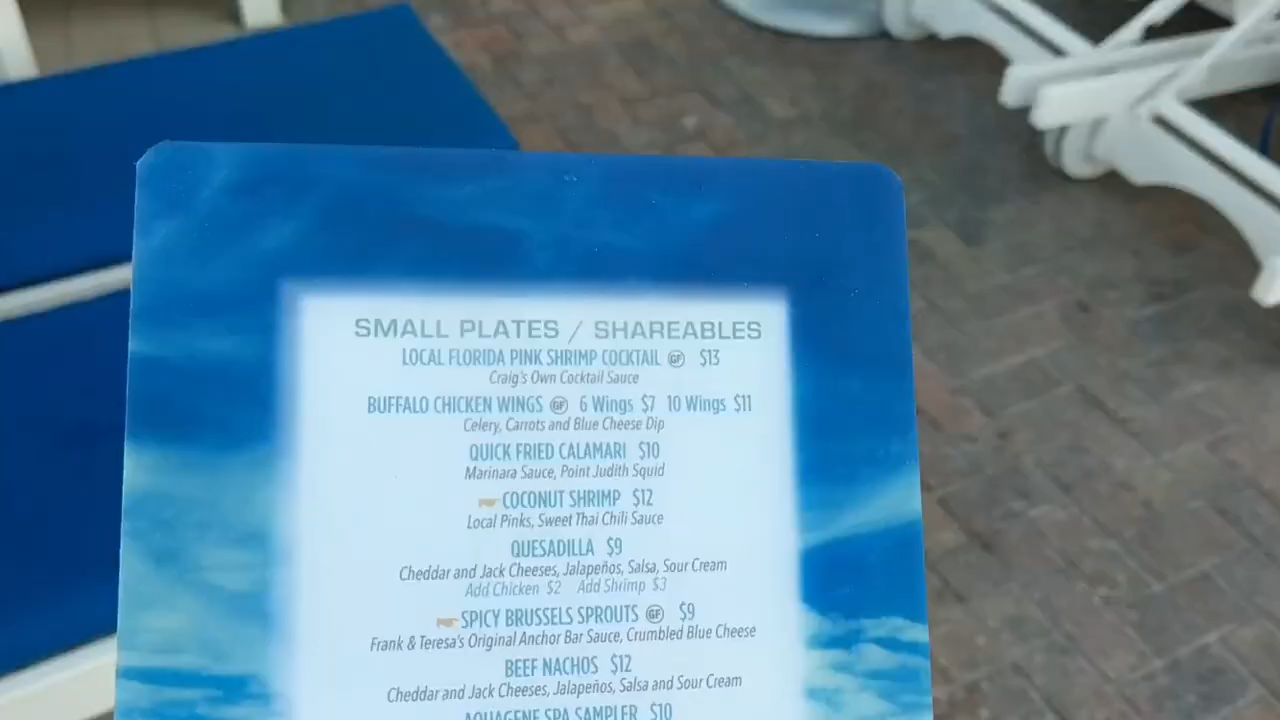 SMALL PLATES / SHAREABLES
LOCAL FLORIDA PINK SHRIMP COCKTAIL GF $13
Craig's Own Cocktail Sauce
BUFFALO CHICKEN WINGS GF 6 Wings $7 10 Wings $11
Celery, Carrots and Blue Cheese Dip
QUICK FRIED CALAMARI $10
Marinara Sauce, Point Judith Squid
COCONUT SHRIMP $12
Local Pinks, Sweet Thai Chili Sauce
QUESADILLA $9
Cheddar and Jack Cheeses, Jalapeños, Salsa, Sour Cream
Add Chicken $2 Add Shrimp $3
SPICY BRUSSELS SPROUTS GF $9
Frank & Teresa's Original Anchor Bar Sauce, Crumbled Blue Cheese
BEEF NACHOS $12
Cheddar and Jack Cheeses, Jalapeños, Salsa and Sour Cream
AQUAGENE SPA SAMPLER $10